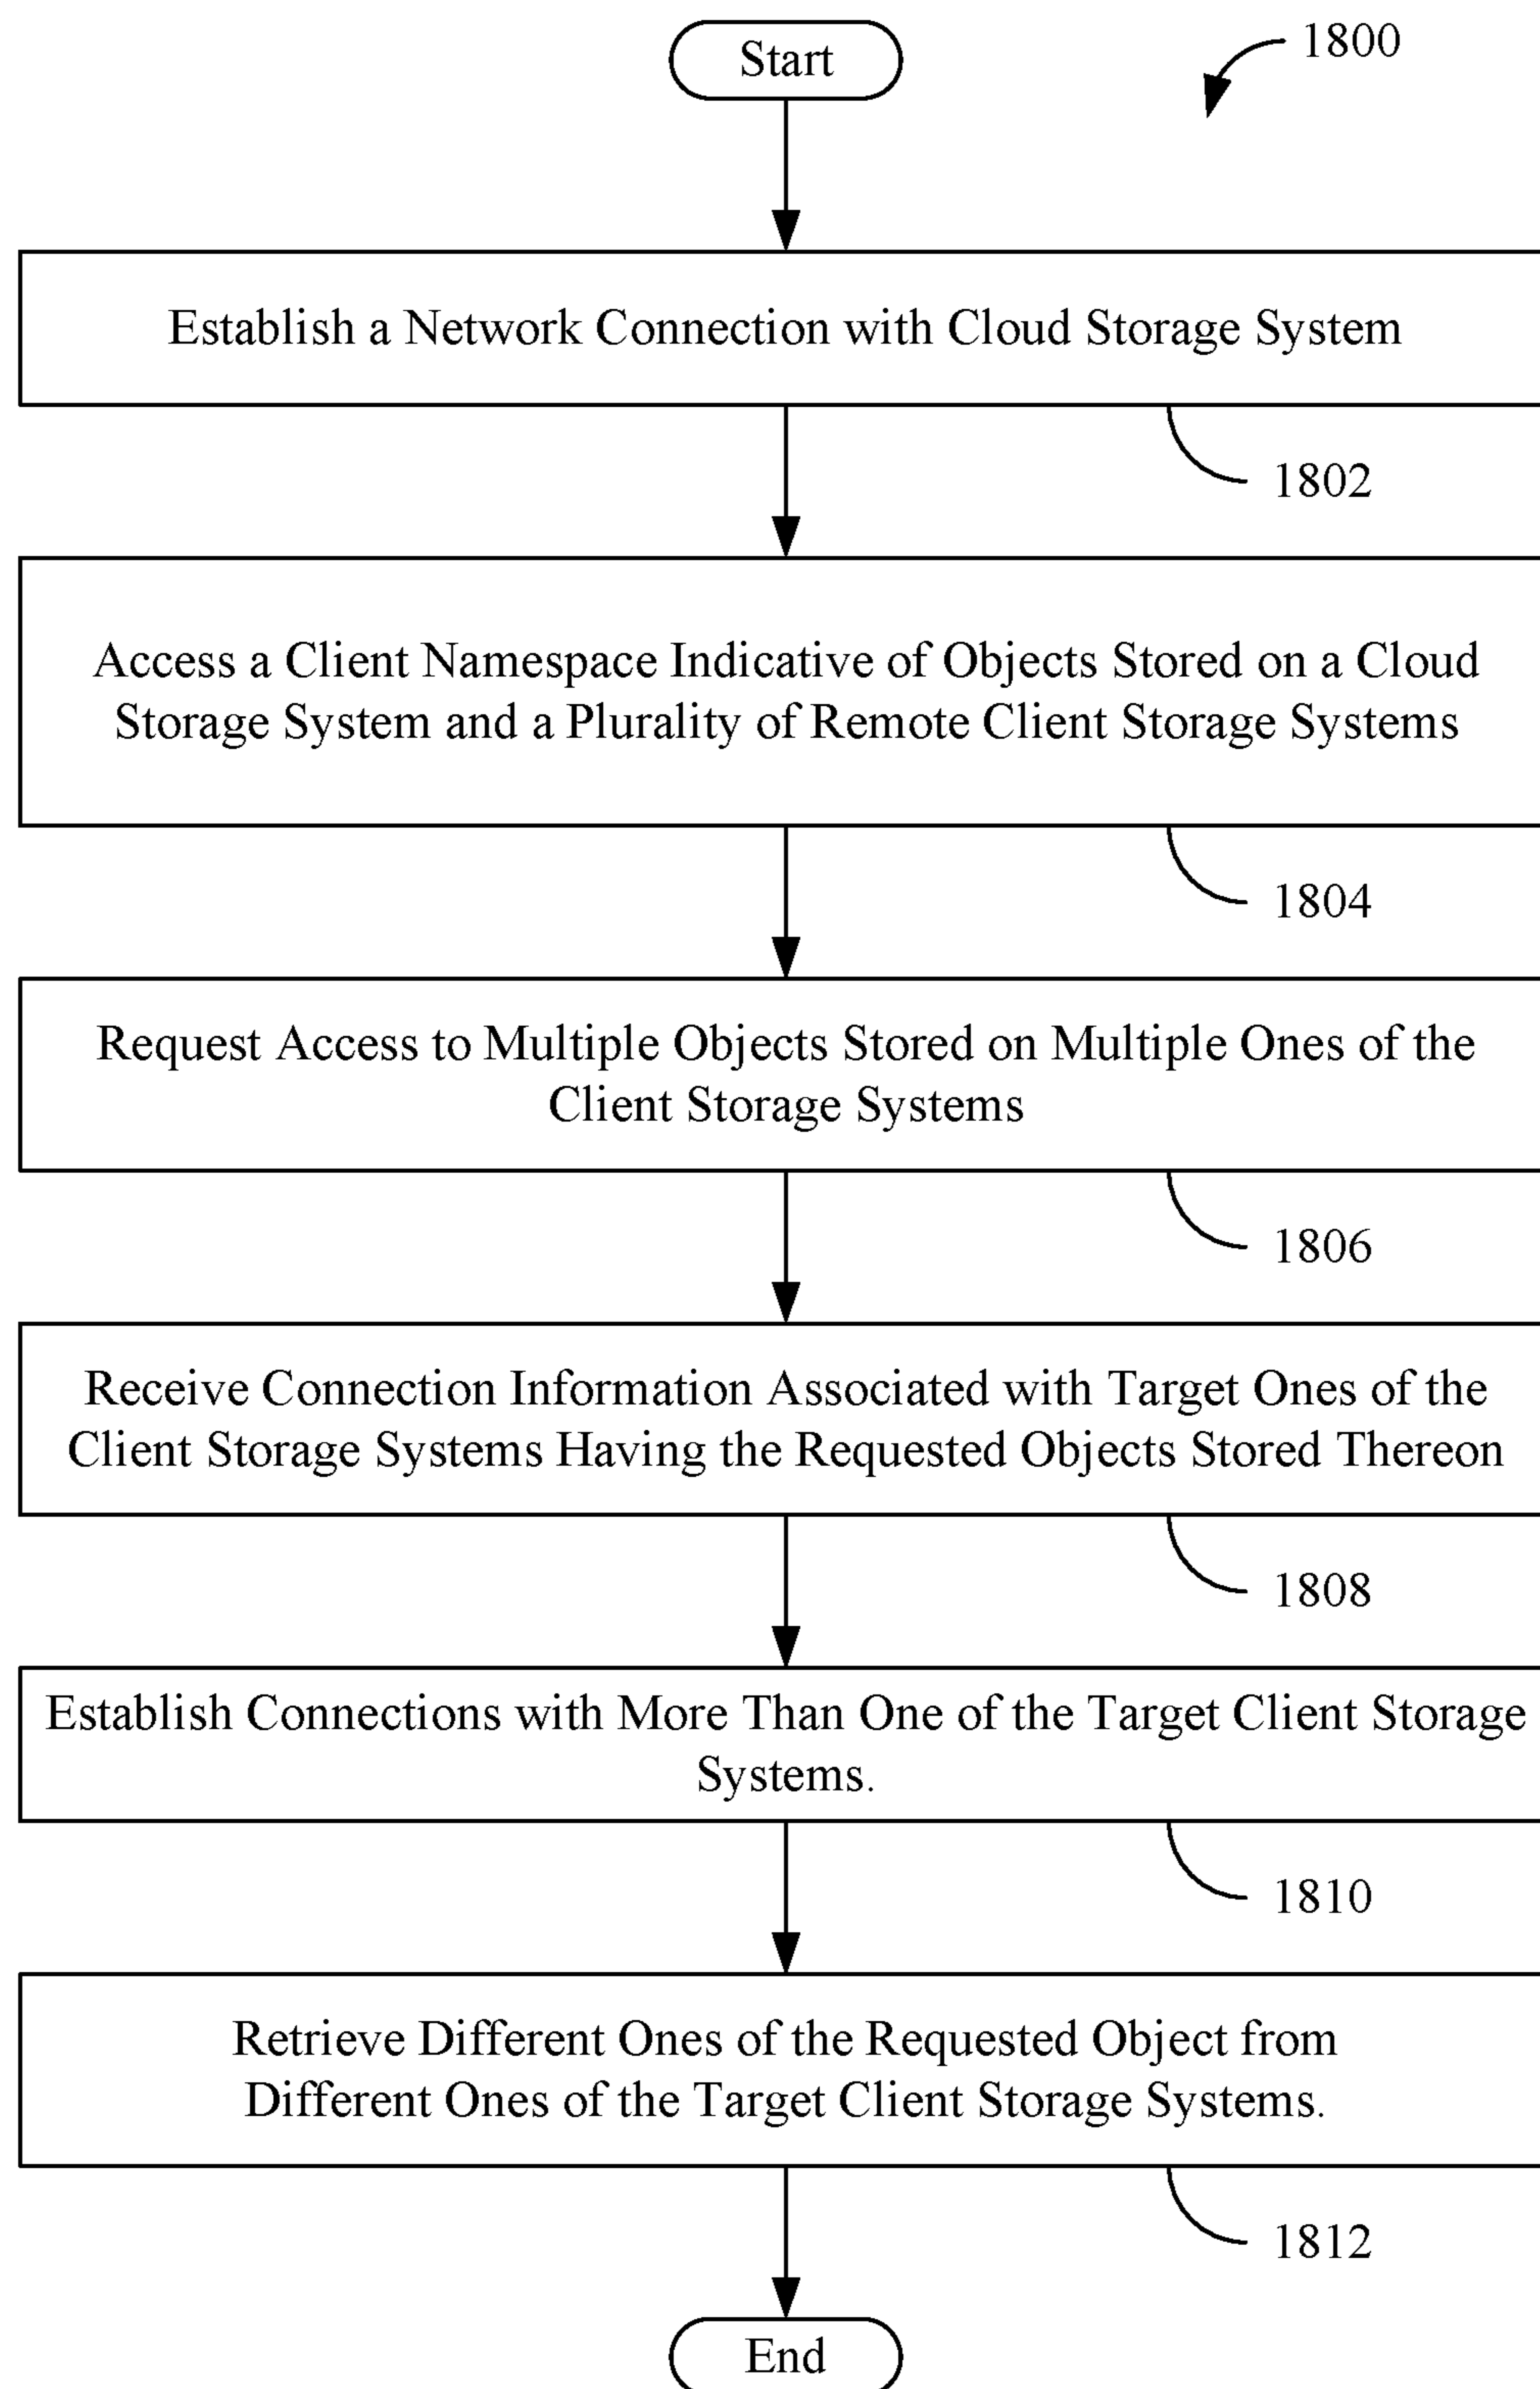 Start
1800
Establish a Network Connection with Cloud Storage System
1802
Access a Client Namespace Indicative of Objects Stored on a Cloud
Storage System and a Plurality of Remote Client Storage Systems
1804
Request Access to Multiple Objects Stored on Multiple Ones of the
Client Storage Systems
1806
Receive Connection Information Associated with Target Ones of the
Client Storage Systems Having the Requested Objects Stored Thereon
1808
Establish Connections with More Than One of the Target Client Storage
Systems.
1810
Retrieve Different Ones of the Requested Object from
Different Ones of the Target Client Storage Systems.
1812
End